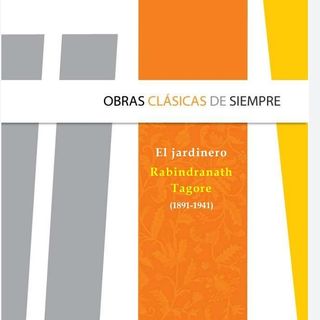 OBRAS CLÁSICAS DE SIEMPRE
El jardinero
Rabindranath
Tagore
(1891-1941)